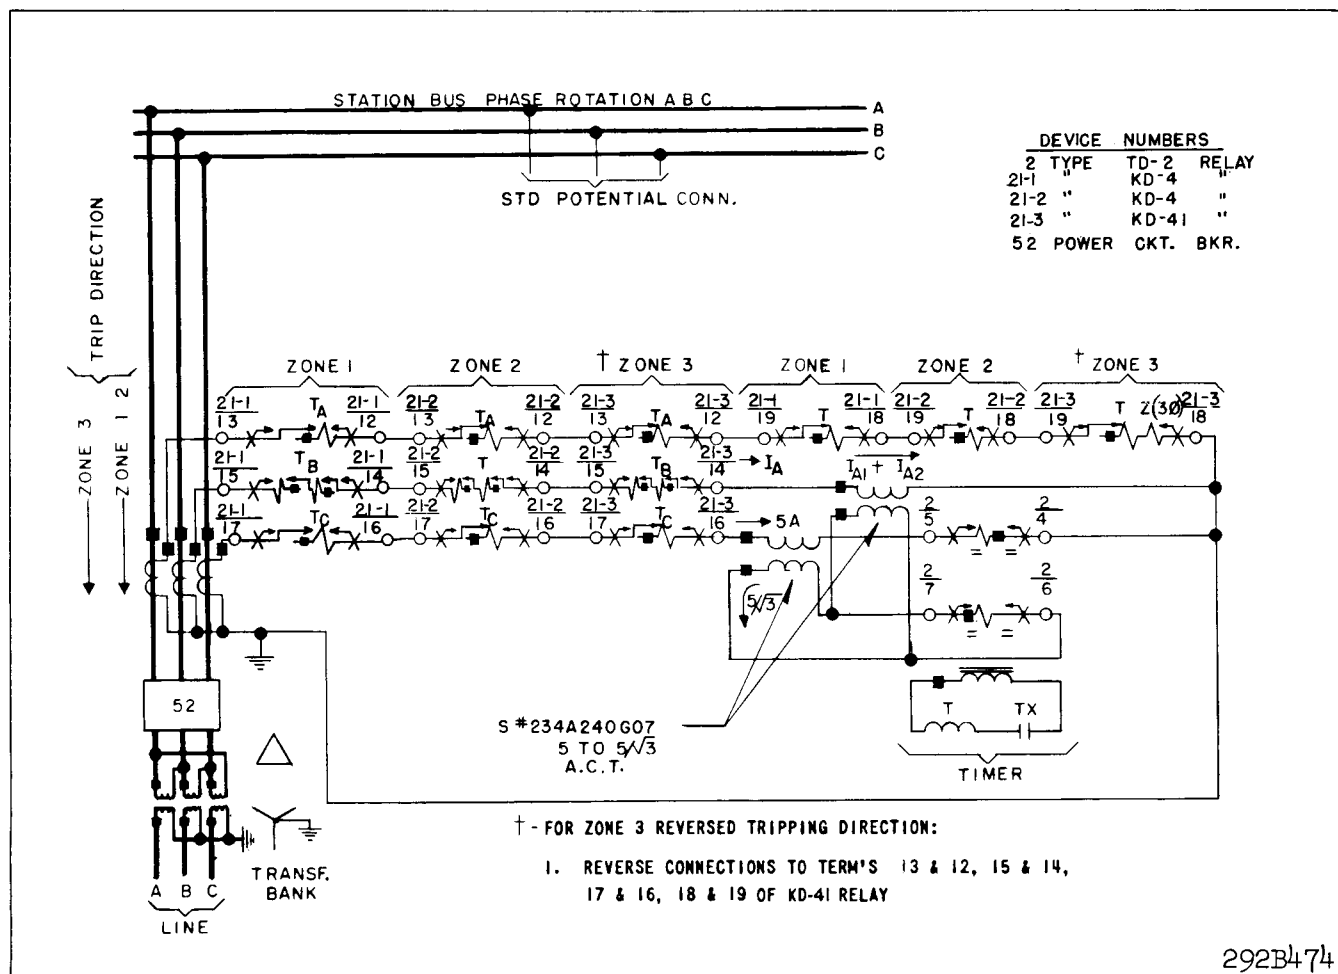 STATION BUS PHASE ROTATION A B C
A
B
C
STD POTENTIAL CONN.
DEVICE NUMBERS
2 TYPE TD-2 RELAY
21-1 " KD-4 "
21-2 " KD-4 "
21-3 " KD-41 "
52 POWER CKT. BKR.
TRIP DIRECTION
ZONE 3
ZONE 1 2
ZONE 1 ZONE 2 † ZONE 3 ZONE 1 ZONE 2 † ZONE 3
21-1 TA 21-1 21-2 TA 21-2 21-3 TA 21-3 21-1 T 21-1 21-2 T 21-2 21-3 T Z(3Ø) 21-3
13 12 13 12 13 12 19 18 19 18 19 18
21-1 TB 21-1 21-2 T 21-2 21-3 TB 21-3 IA IA1 + IA2
15 14 15 14 15 14
21-1 TC 21-1 21-2 TC 21-2 21-3 TC 21-3 5A 2 2
17 16 17 16 17 16 5 4
5/√3 2 2
7 6
52
S#234A240G07
5 TO 5/√3
A.C.T.
T TX
TIMER
TRANSF.
BANK
A B C
LINE
† - FOR ZONE 3 REVERSED TRIPPING DIRECTION:
1. REVERSE CONNECTIONS TO TERM'S 13 & 12, 15 & 14,
17 & 16, 18 & 19 OF KD-41 RELAY
292B474